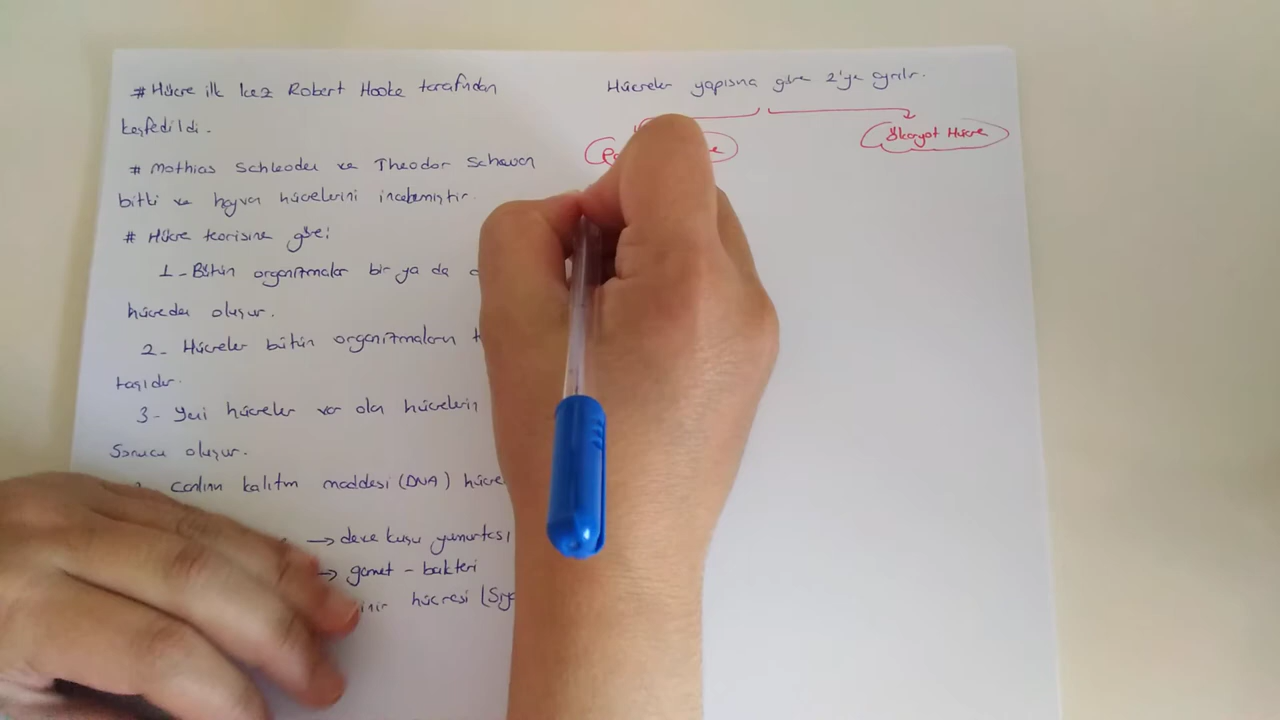 # Hücre ilk kez Robert Hooke tarafından
keşfedildi.
# Mathias Schleoder ve Theodor Schwan
bitki ve hayvan hücrelerini incelemiştir.
# Hücre teorisine göre;
1- Bütün organizmalar bir ya da
hücreden oluşur.
2- Hücreler bütün organizmaların
taşıdır.
3- Yeni hücreler var olan hücrelerin
Sonucu oluşur.
Canlının kalıtım maddesi (DNA) hücre
→ deve kuşu yumurtası
→ gamet - bakteri
hücresi
Hücreler yapısına göre 2'ye ayrılır.
Ökaryot Hücre